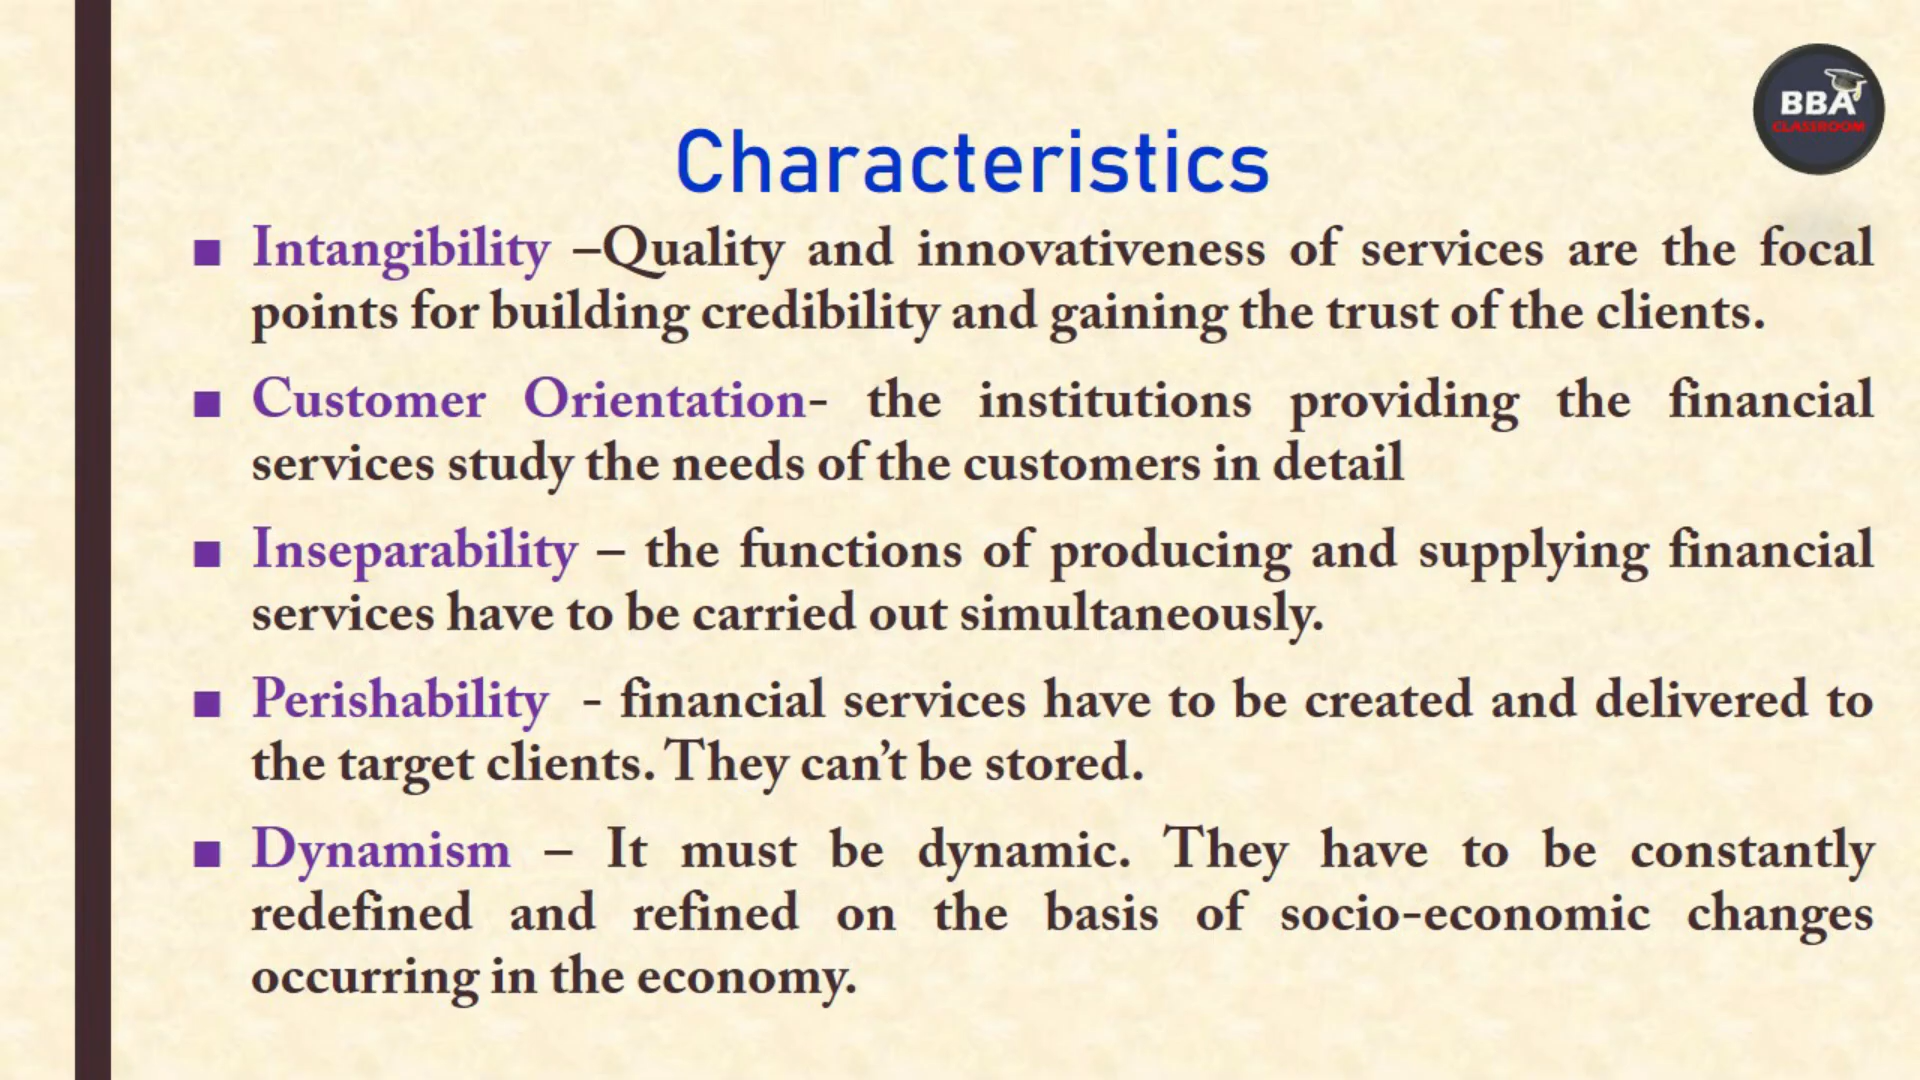 BBA
CLASSROOM
Characteristics
■ Intangibility –Quality and innovativeness of services are the focal
points for building credibility and gaining the trust of the clients.
■ Customer Orientation- the institutions providing the financial
services study the needs of the customers in detail
■ Inseparability – the functions of producing and supplying financial
services have to be carried out simultaneously.
■ Perishability - financial services have to be created and delivered to
the target clients. They can’t be stored.
■ Dynamism – It must be dynamic. They have to be constantly
redefined and refined on the basis of socio-economic changes
occurring in the economy.